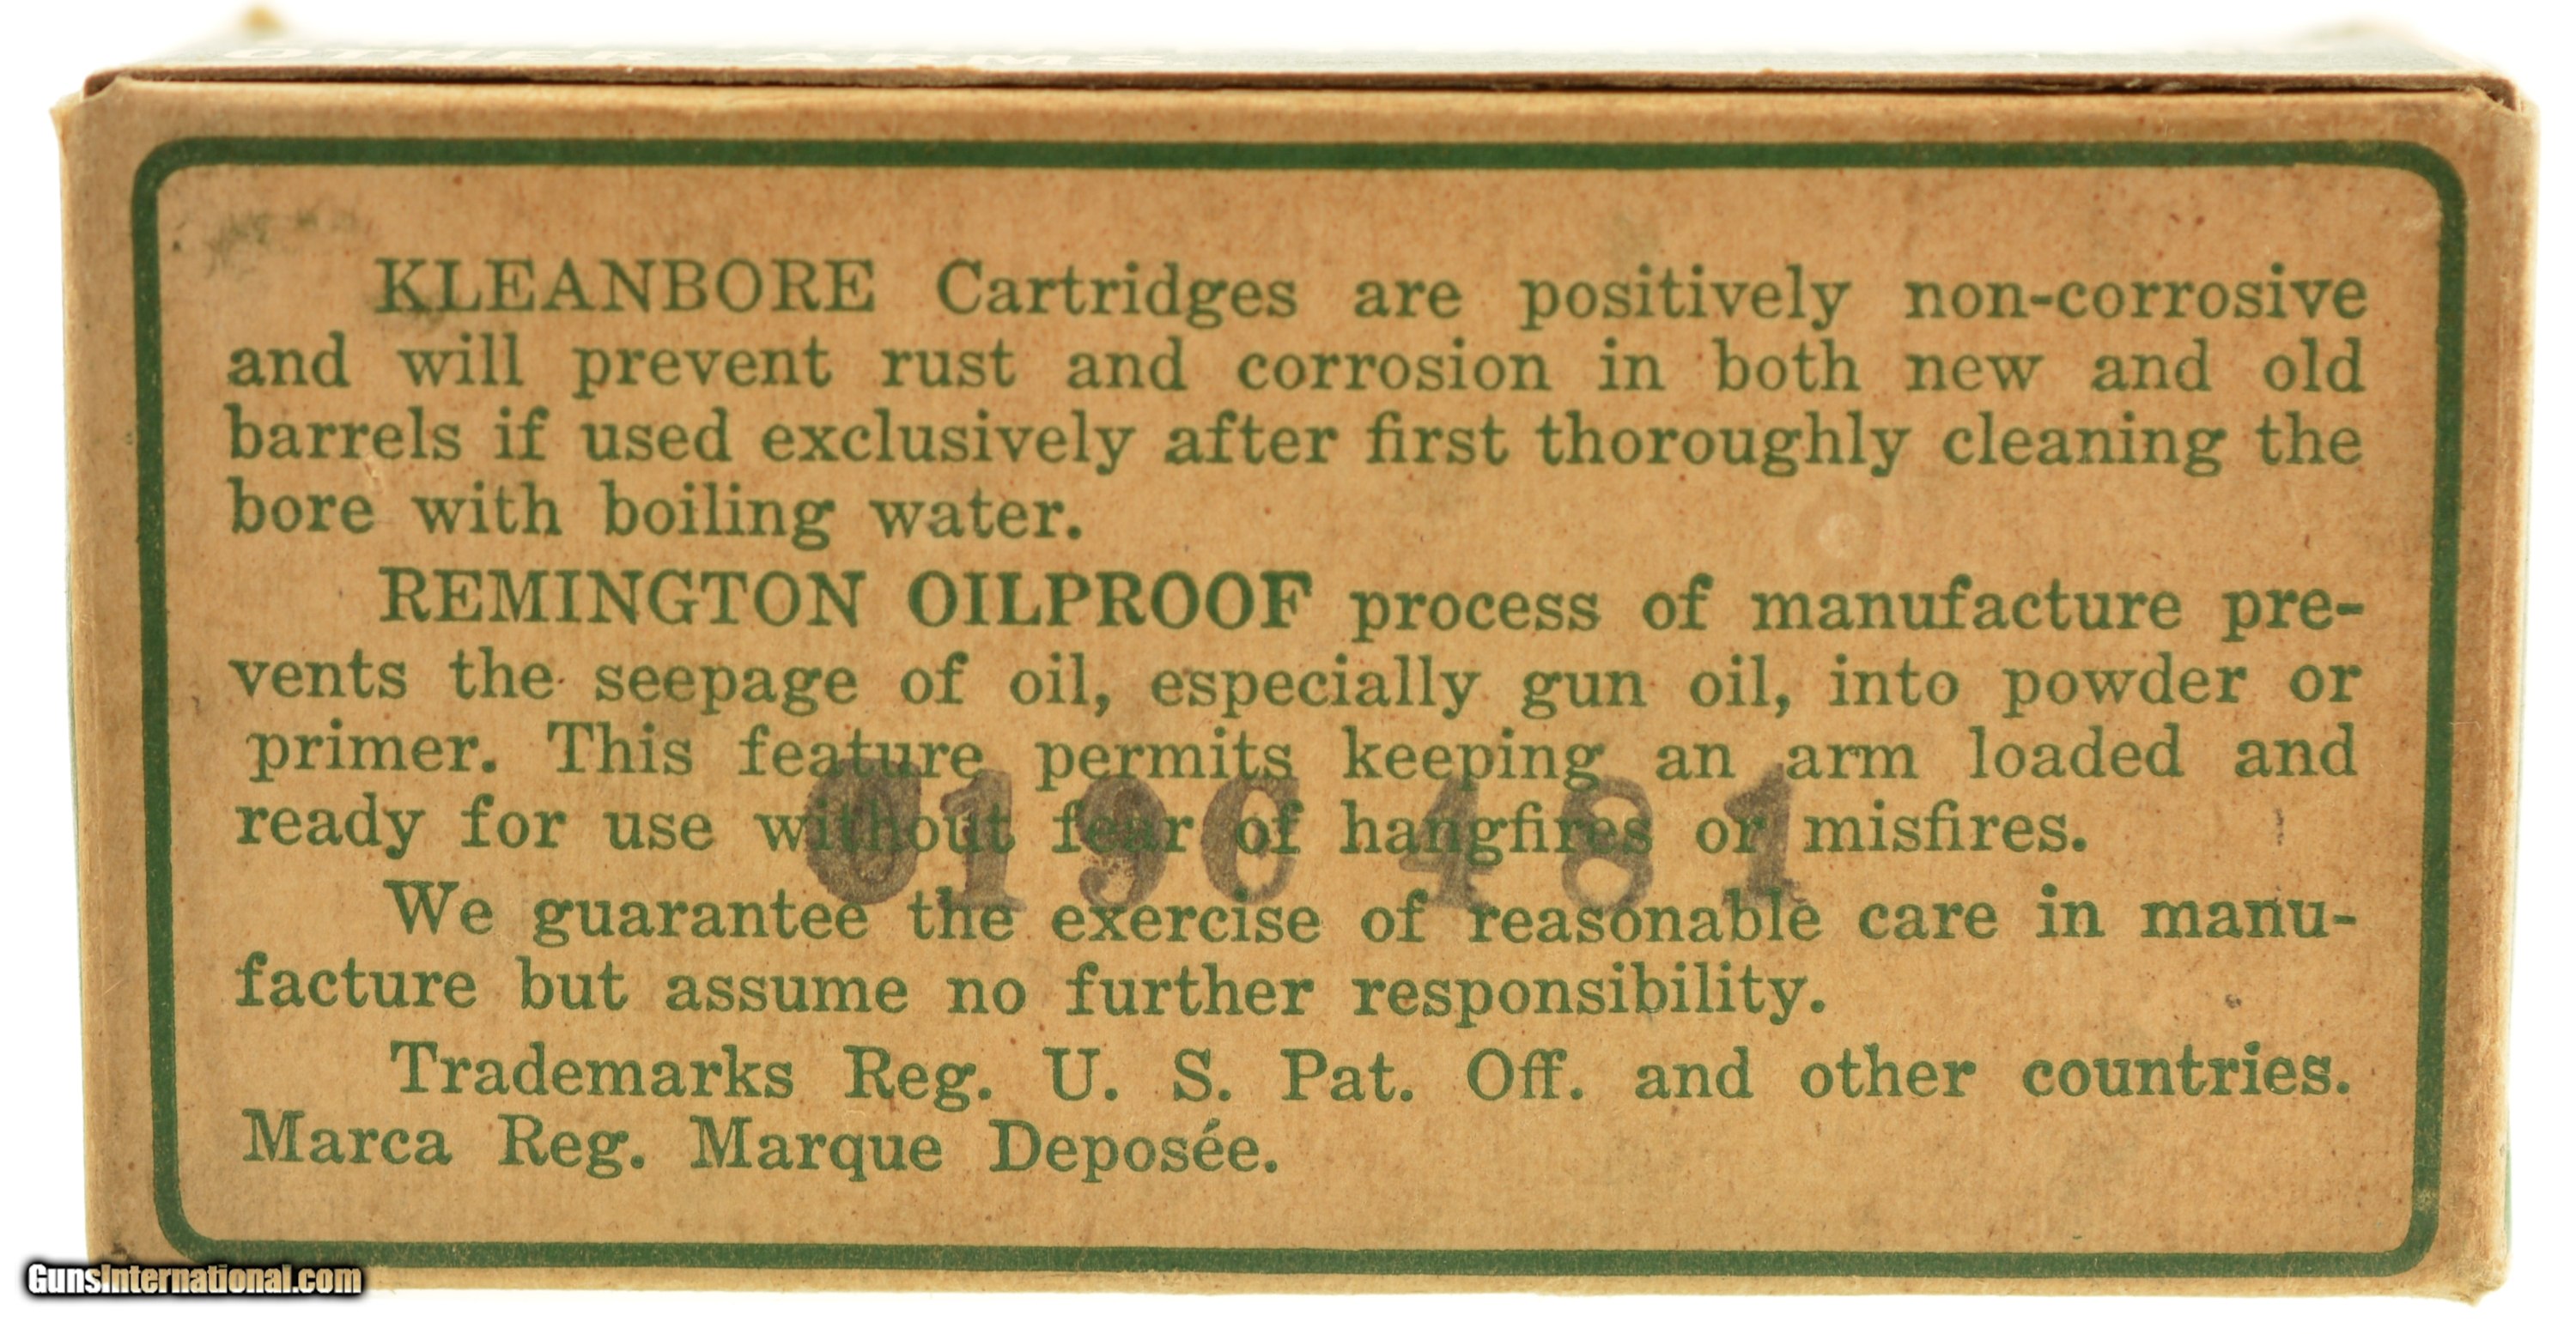 OTHER ARMS
KLEANBORE Cartridges are positively non-corrosive
and will prevent rust and corrosion in both new and old
barrels if used exclusively after first thoroughly cleaning the
bore with boiling water.
REMINGTON OILPROOF process of manufacture pre-
vents the seepage of oil, especially gun oil, into powder or
primer. This feature permits keeping an arm loaded and
ready for use without fear of hangfires or misfires.
0190 481
We guarantee the exercise of reasonable care in manu-
facture but assume no further responsibility.
Trademarks Reg. U. S. Pat. Off. and other countries.
Marca Reg. Marque Deposée.
GunsInternational.com